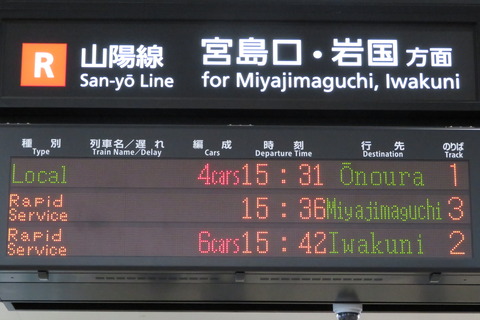 R 山陽線 宮島口・岩国 方面
San-yō Line for Miyajimaguchi, Iwakuni
種別 列車名／遅れ 編成 時刻 行先 のりば
Type Train Name/Delay Cars Departure Time Destination Track
Local 4cars 15:31 Ōnoura 1
Rapid Service 15:36 Miyajimaguchi 3
Rapid Service 6cars 15:42 Iwakuni 2